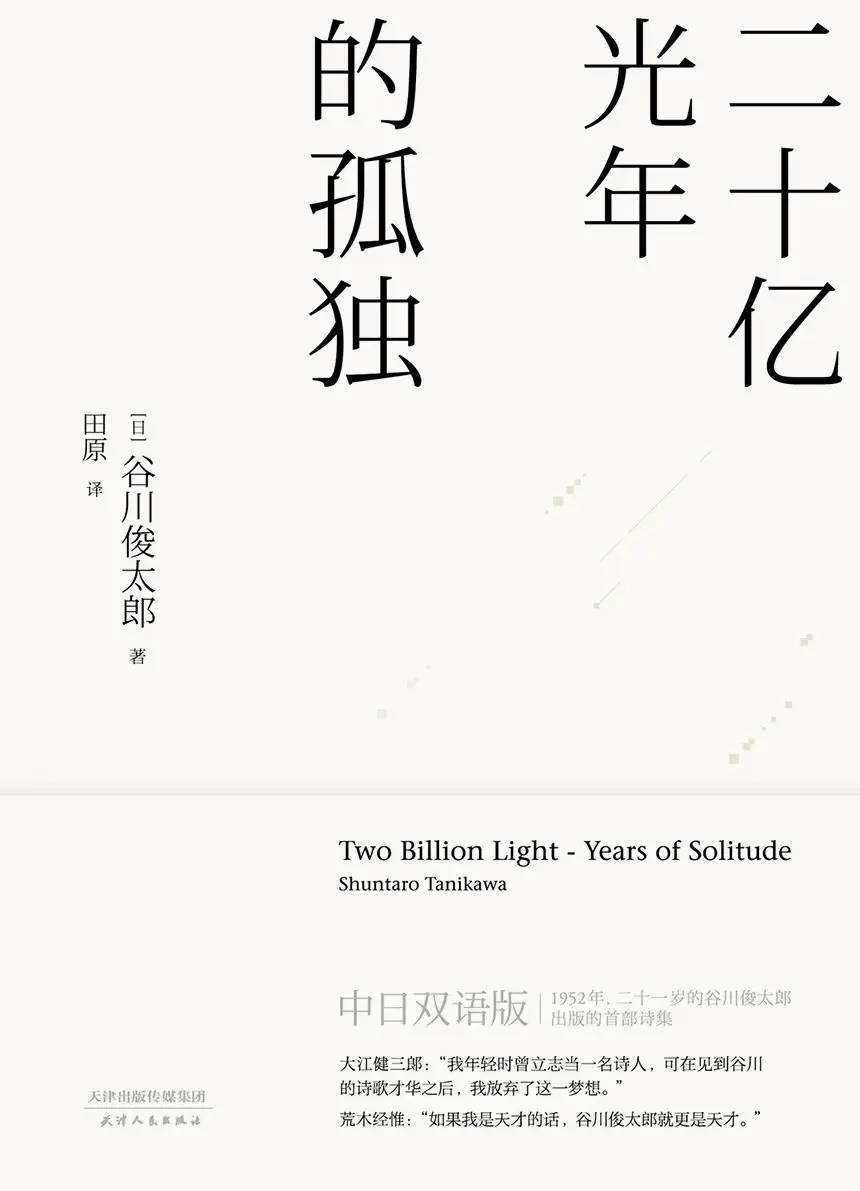 二十亿
光年
的孤独
[日] 谷川俊太郎 著
田原 译
Two Billion Light - Years of Solitude
Shuntaro Tanikawa
中日双语版
1952年，二十一岁的谷川俊太郎
出版的首部诗集
大江健三郎：“我年轻时曾立志当一名诗人，可在见到谷川
的诗歌才华之后，我放弃了这一梦想。”
荒木经惟：“如果我是天才的话，谷川俊太郎就更是天才。”
天津出版传媒集团
天津人民出版社